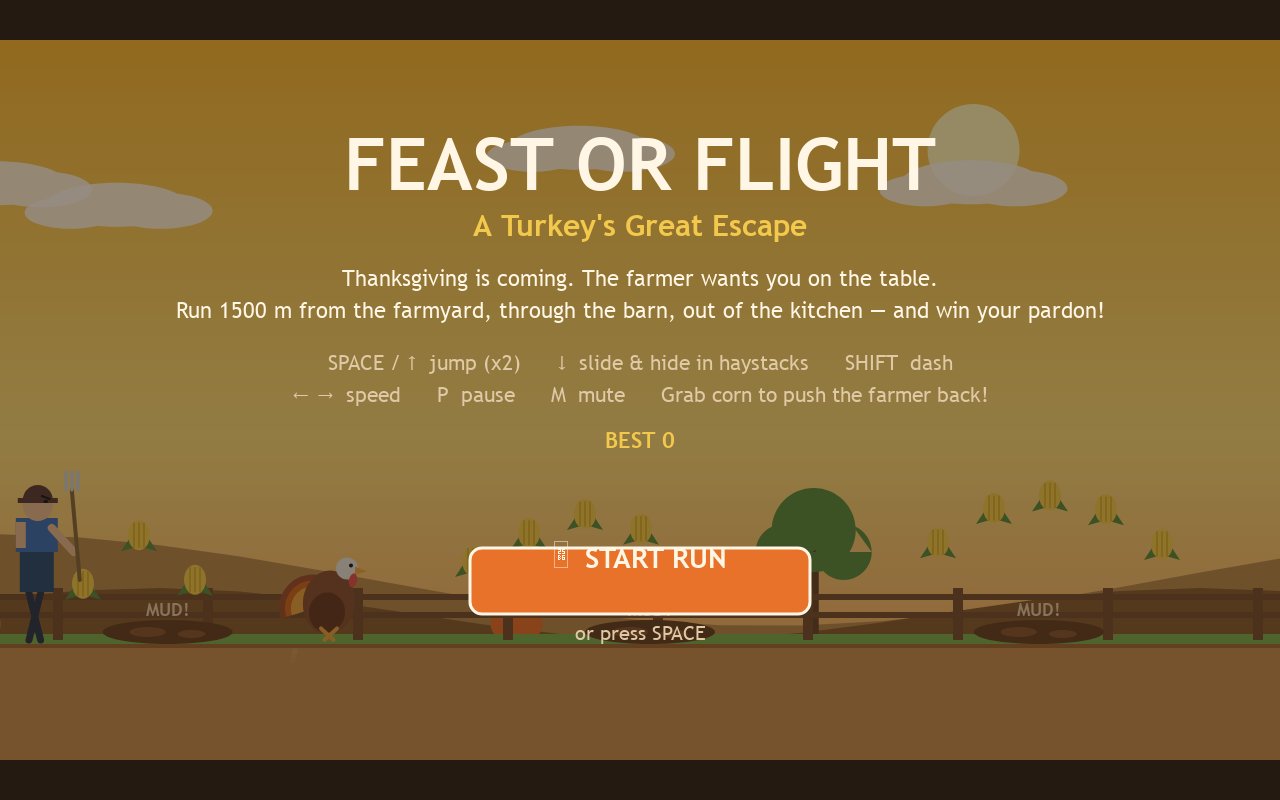 FEAST OR FLIGHT
A Turkey's Great Escape
Thanksgiving is coming. The farmer wants you on the table.
Run 1500 m from the farmyard, through the barn, out of the kitchen — and win your pardon!
SPACE / ↑ jump (x2) ↓ slide & hide in haystacks SHIFT dash
← → speed P pause M mute Grab corn to push the farmer back!
BEST 0
START RUN
MUD! MUD!
or press SPACE